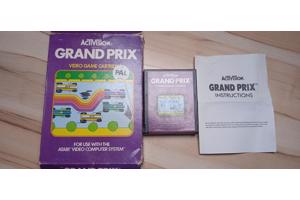 ACTIVISION
GRAND PRIX
VIDEO GAME CARTRIDGE
PAL
FOR USE WITH THE
ATARI VIDEO COMPUTER SYSTEM
GRAND PRIX
ACTIVISION
GRAND PRIX
INSTRUCTIONS